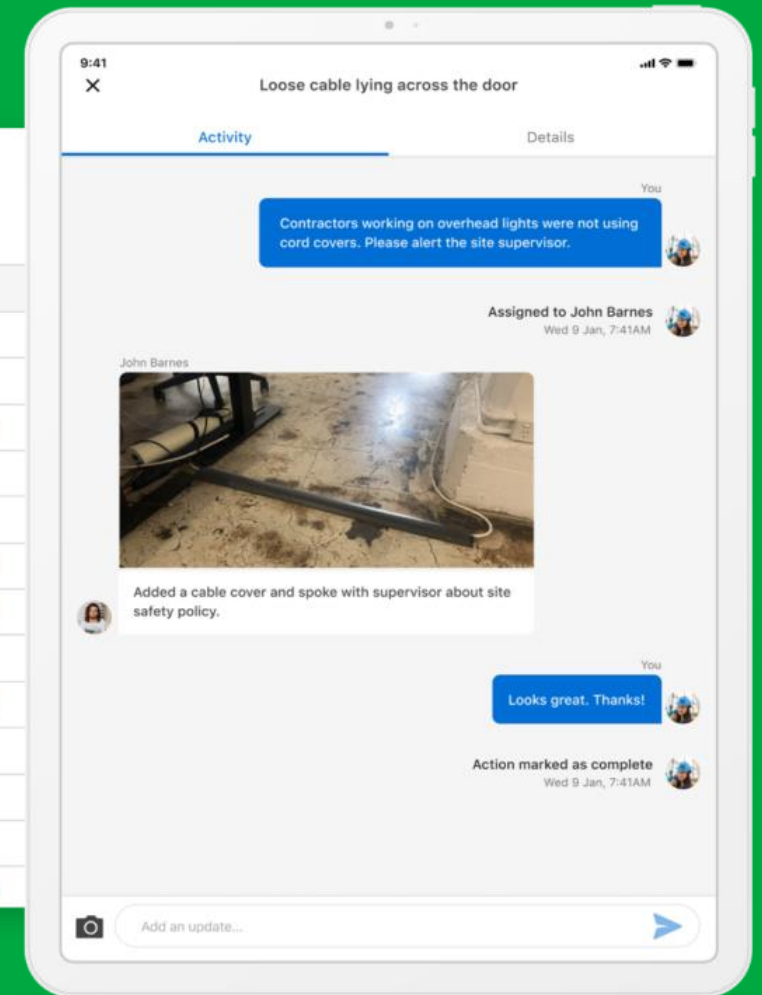 9:41
Loose cable lying across the door
Activity
Details
You
Contractors working on overhead lights were not using
cord covers. Please alert the site supervisor.
Assigned to John Barnes
Wed 9 Jan, 7:41AM
John Barnes
Added a cable cover and spoke with supervisor about site
safety policy.
You
Looks great. Thanks!
Action marked as complete
Wed 9 Jan, 7:41AM
Add an update...